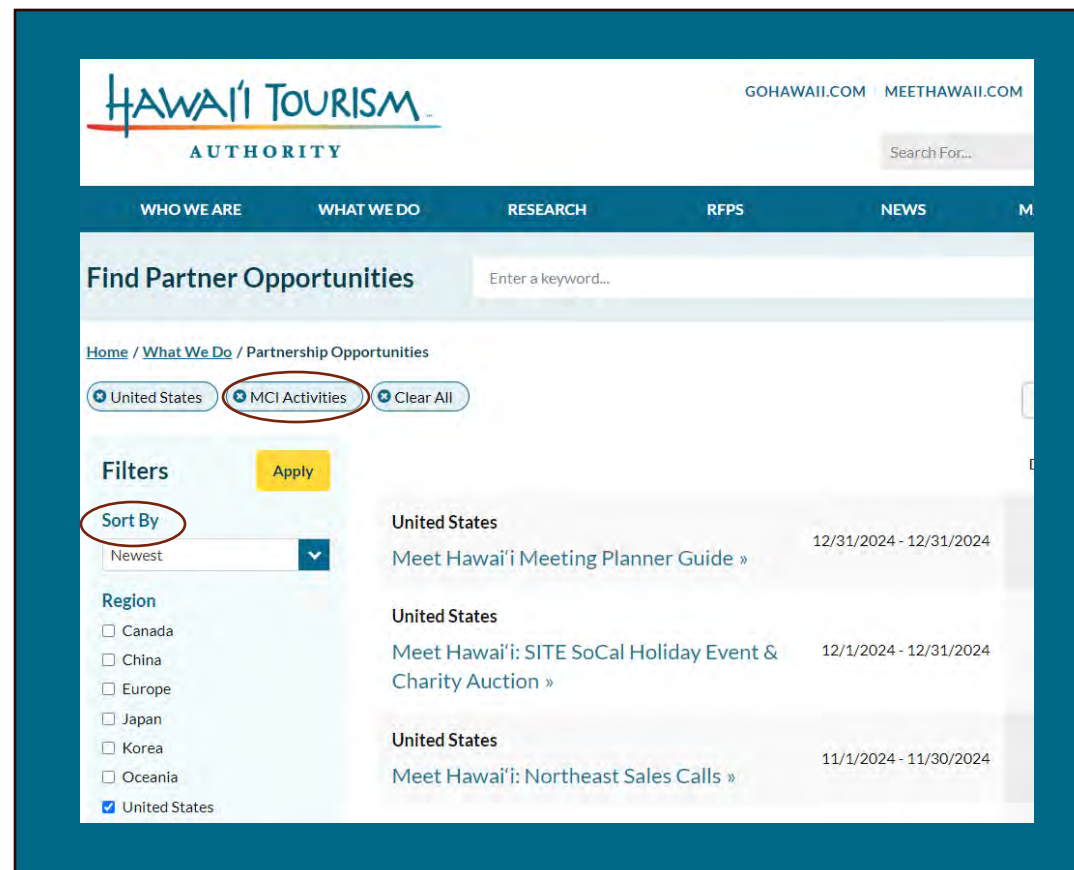 HAWAI'I TOURISM
AUTHORITY
GOHAWAII.COM MEETHAWAII.COM
Search For...
WHO WE ARE WHAT WE DO RESEARCH RFPS NEWS M
Find Partner Opportunities Enter a keyword...
Home / What We Do / Partnership Opportunities
United States MCI Activities Clear All
Filters Apply
Sort By
Newest
Region
Canada
China
Europe
Japan
Korea
Oceania
United States
United States
Meet Hawaiʻi Meeting Planner Guide » 12/31/2024 - 12/31/2024
United States
Meet Hawaiʻi: SITE SoCal Holiday Event & 12/1/2024 - 12/31/2024
Charity Auction »
United States
Meet Hawaiʻi: Northeast Sales Calls » 11/1/2024 - 11/30/2024